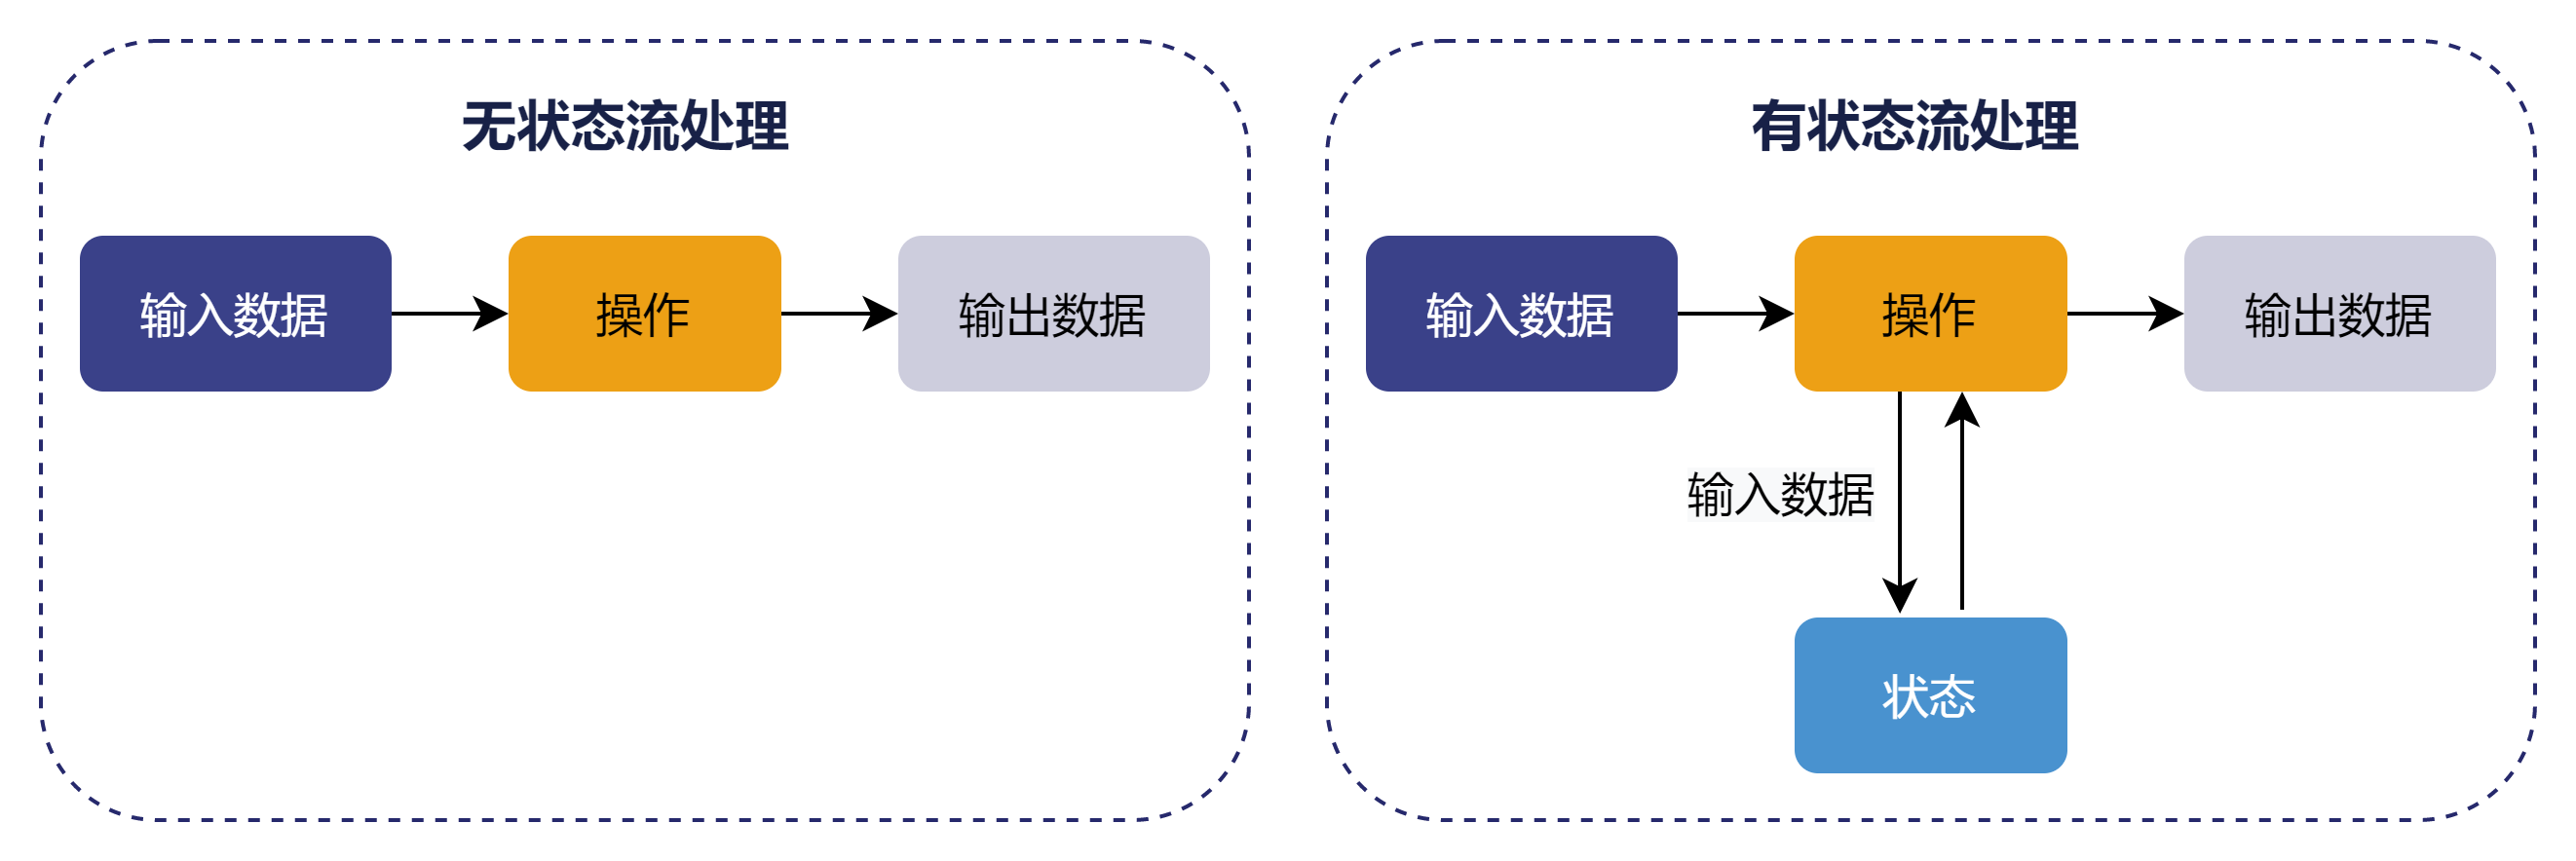 无状态流处理
输入数据
操作
输出数据
有状态流处理
输入数据
操作
输出数据
输入数据
状态